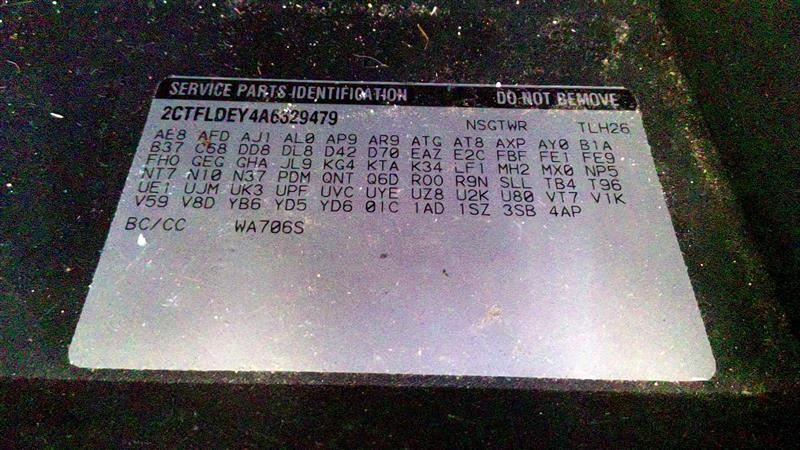 SERVICE PARTS IDENTIFICATION DO NOT REMOVE
2CTFLDEY4A6329479 NSGTWR TLH26
AE8 AFD AJ1 AL0 AP9 AR9 ATG AT8 AXP AY0 B1A
B37 C68 DD8 DL8 D42 D70 EAZ E2C FBF FE1 FE9
FHO GEG GHA JL9 KG4 KTA K34 LF1 MH2 MX0 NP5
NT7 N10 N37 PDM QNT Q6D R00 R9N SLL TB4 T96
UE1 UJM UK3 UPF UVC UYE UZ8 U2K U80 VT7 V1K
V59 V8D YB6 YD5 YD6 01C 1AD 1SZ 3SB 4AP
BC/CC WA706S